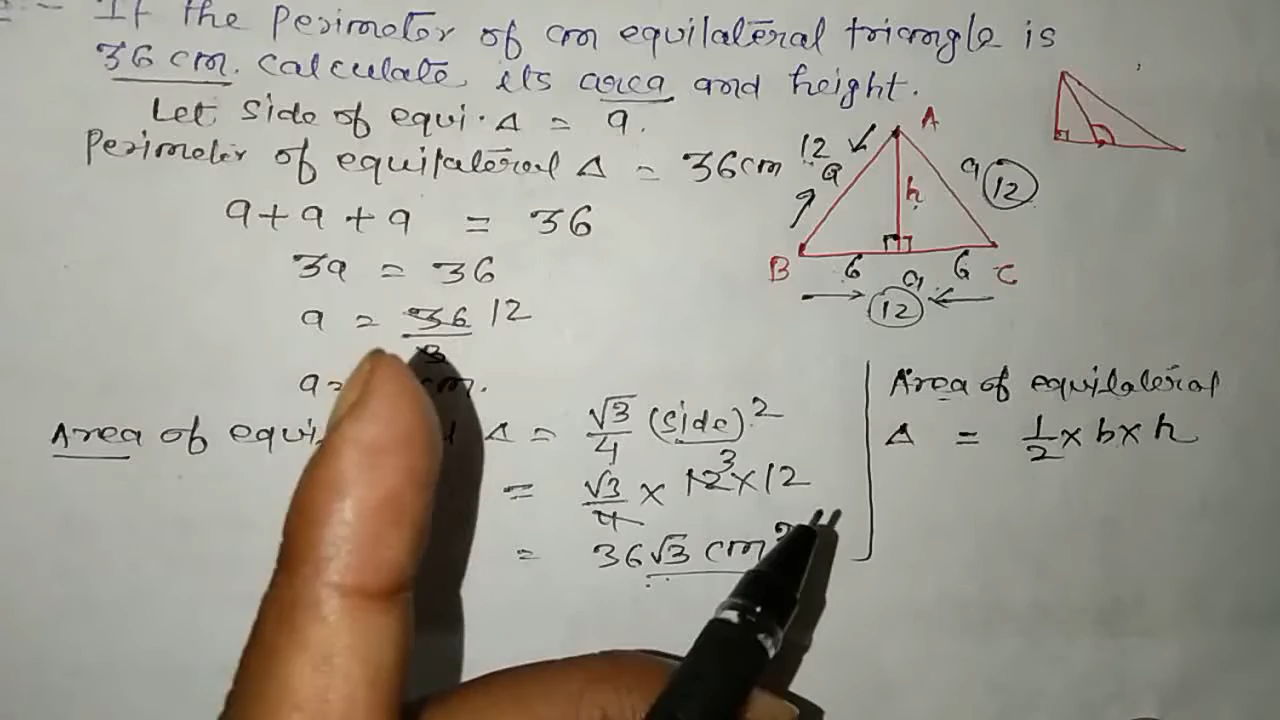 - If the perimeter of an equilateral triangle is
36 cm. calculate its area and height.
Let side of equi. Δ = a.
Perimeter of equilateral Δ = 36cm
a + a + a = 36
3a = 36
a = 36/3 12
a = cm.
Area of equi Δ = √3/4 (side)²
= √3/4 × 12 3 × 12
= 36√3 cm²
A
12
a
a
12
h
B
6
a
6
C
12
Area of equilateral
Δ = 1/2 × b × h